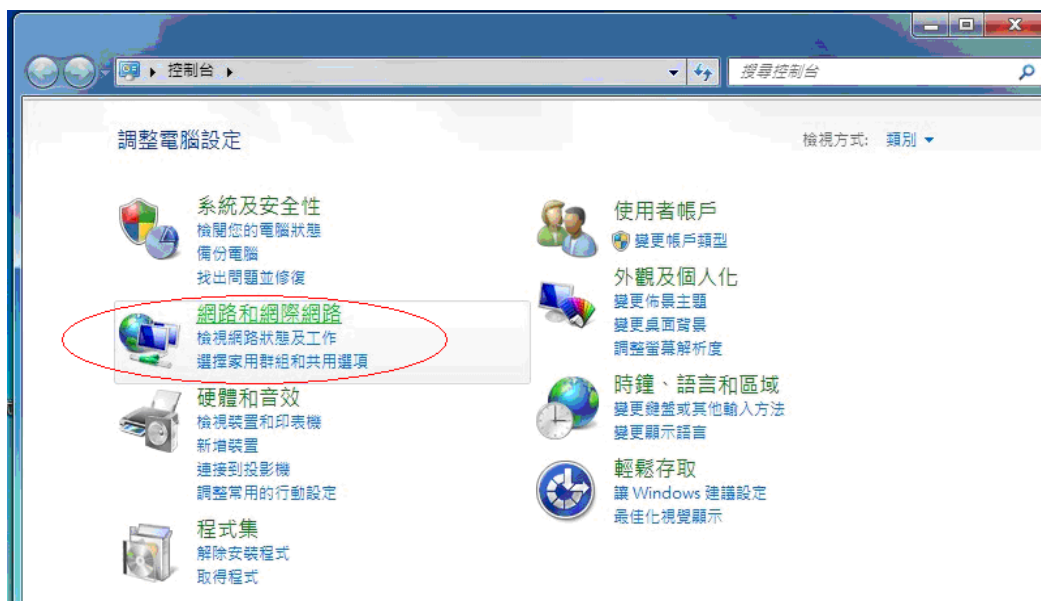 控制台
搜尋控制台
調整電腦設定
檢視方式: 類別
系統及安全性
檢閱您的電腦狀態
備份電腦
找出問題並修復
網路和網際網路
檢視網路狀態及工作
選擇家用群組和共用選項
硬體和音效
檢視裝置和印表機
新增裝置
連接到投影機
調整常用的行動設定
程式集
解除安裝程式
取得程式
使用者帳戶
變更帳戶類型
外觀及個人化
變更佈景主題
變更桌面背景
調整螢幕解析度
時鐘、語言和區域
變更鍵盤或其他輸入方法
變更顯示語言
輕鬆存取
讓 Windows 建議設定
最佳化視覺顯示